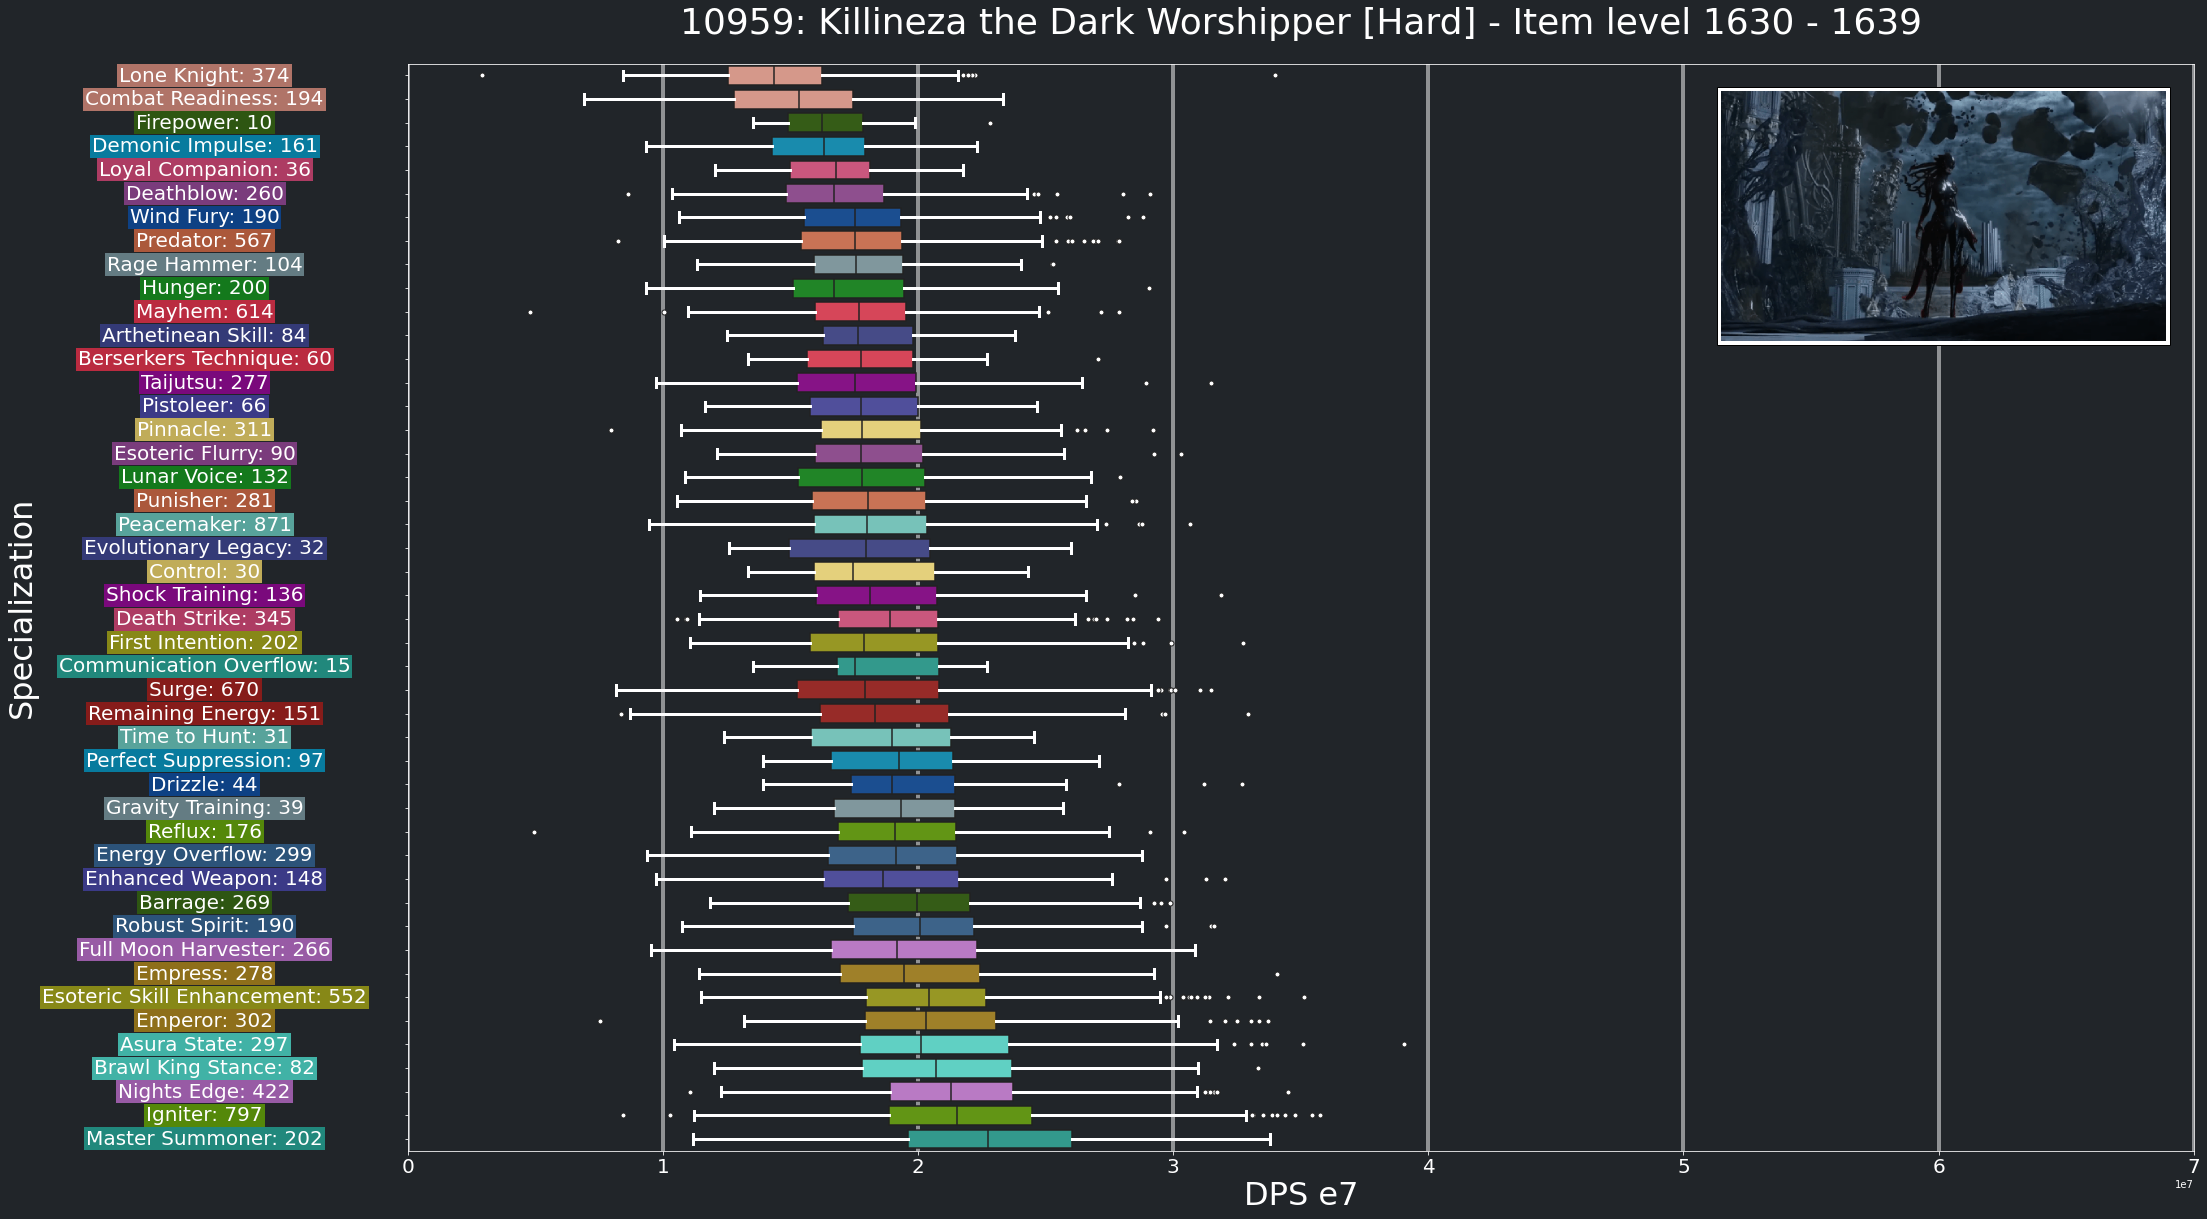 10959: Killineza the Dark Worshipper [Hard] - Item level 1630 - 1639
Specialization
Lone Knight: 374
Combat Readiness: 194
Firepower: 10
Demonic Impulse: 161
Loyal Companion: 36
Deathblow: 260
Wind Fury: 190
Predator: 567
Rage Hammer: 104
Hunger: 200
Mayhem: 614
Arthetinean Skill: 84
Berserkers Technique: 60
Taijutsu: 277
Pistoleer: 66
Pinnacle: 311
Esoteric Flurry: 90
Lunar Voice: 132
Punisher: 281
Peacemaker: 871
Evolutionary Legacy: 32
Control: 30
Shock Training: 136
Death Strike: 345
First Intention: 202
Communication Overflow: 15
Surge: 670
Remaining Energy: 151
Time to Hunt: 31
Perfect Suppression: 97
Drizzle: 44
Gravity Training: 39
Reflux: 176
Energy Overflow: 299
Enhanced Weapon: 148
Barrage: 269
Robust Spirit: 190
Full Moon Harvester: 266
Empress: 278
Esoteric Skill Enhancement: 552
Emperor: 302
Asura State: 297
Brawl King Stance: 82
Nights Edge: 422
Igniter: 797
Master Summoner: 202
0 1 2 3 4 5 6 7
1e7
DPS e7